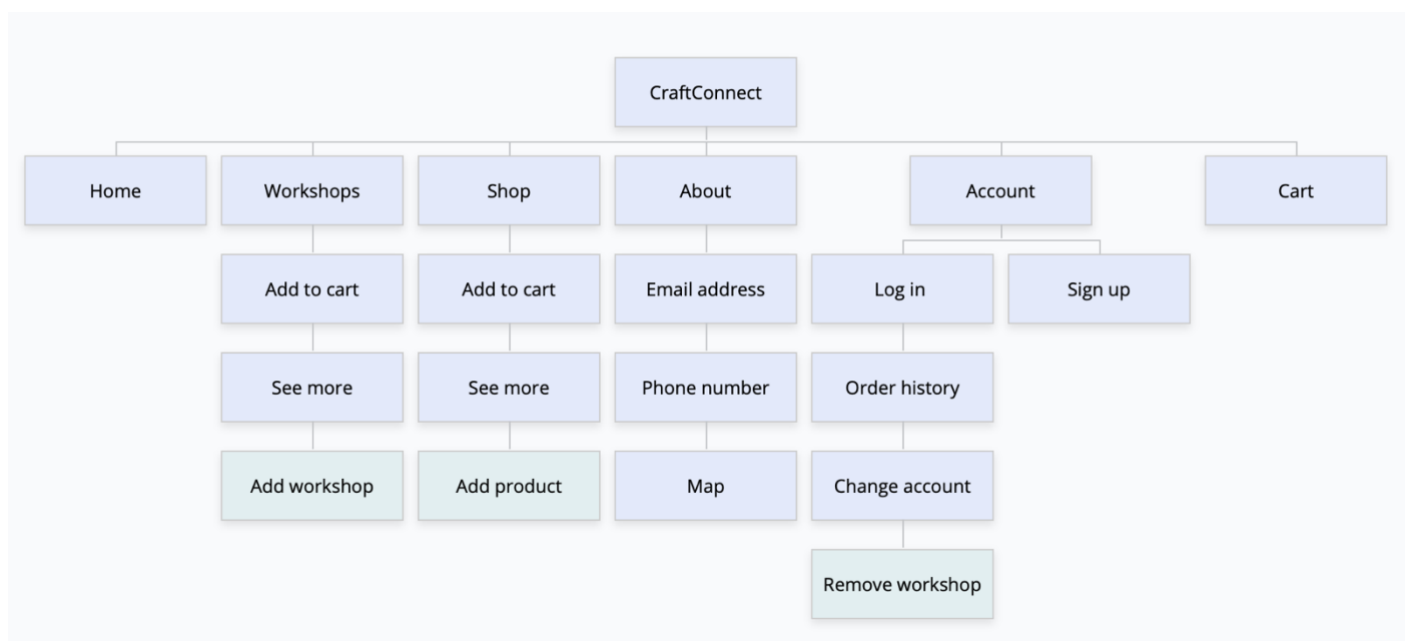 CraftConnect
Home
Workshops
Shop
About
Account
Cart
Add to cart
Add to cart
Email address
Log in
Sign up
See more
See more
Phone number
Order history
Add workshop
Add product
Map
Change account
Remove workshop